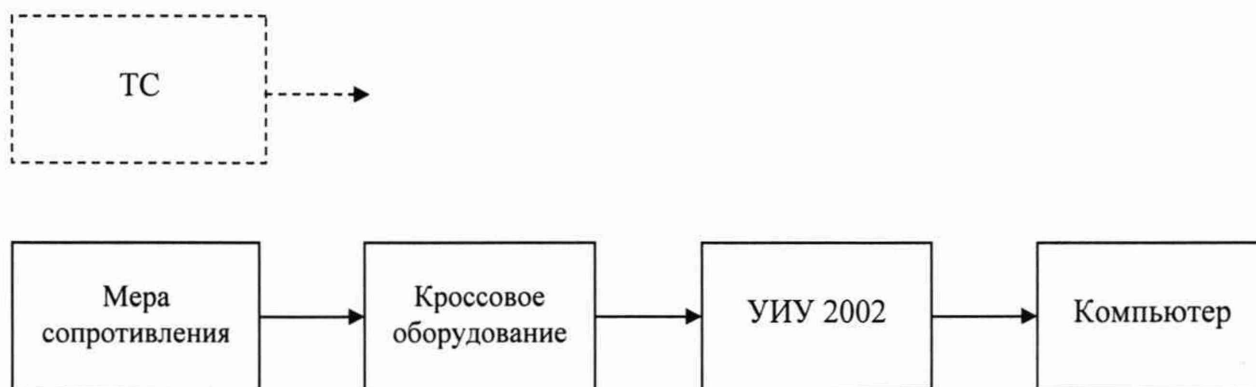 ТС
Мера
сопротивления
Кроссовое
оборудование
УИУ 2002
Компьютер